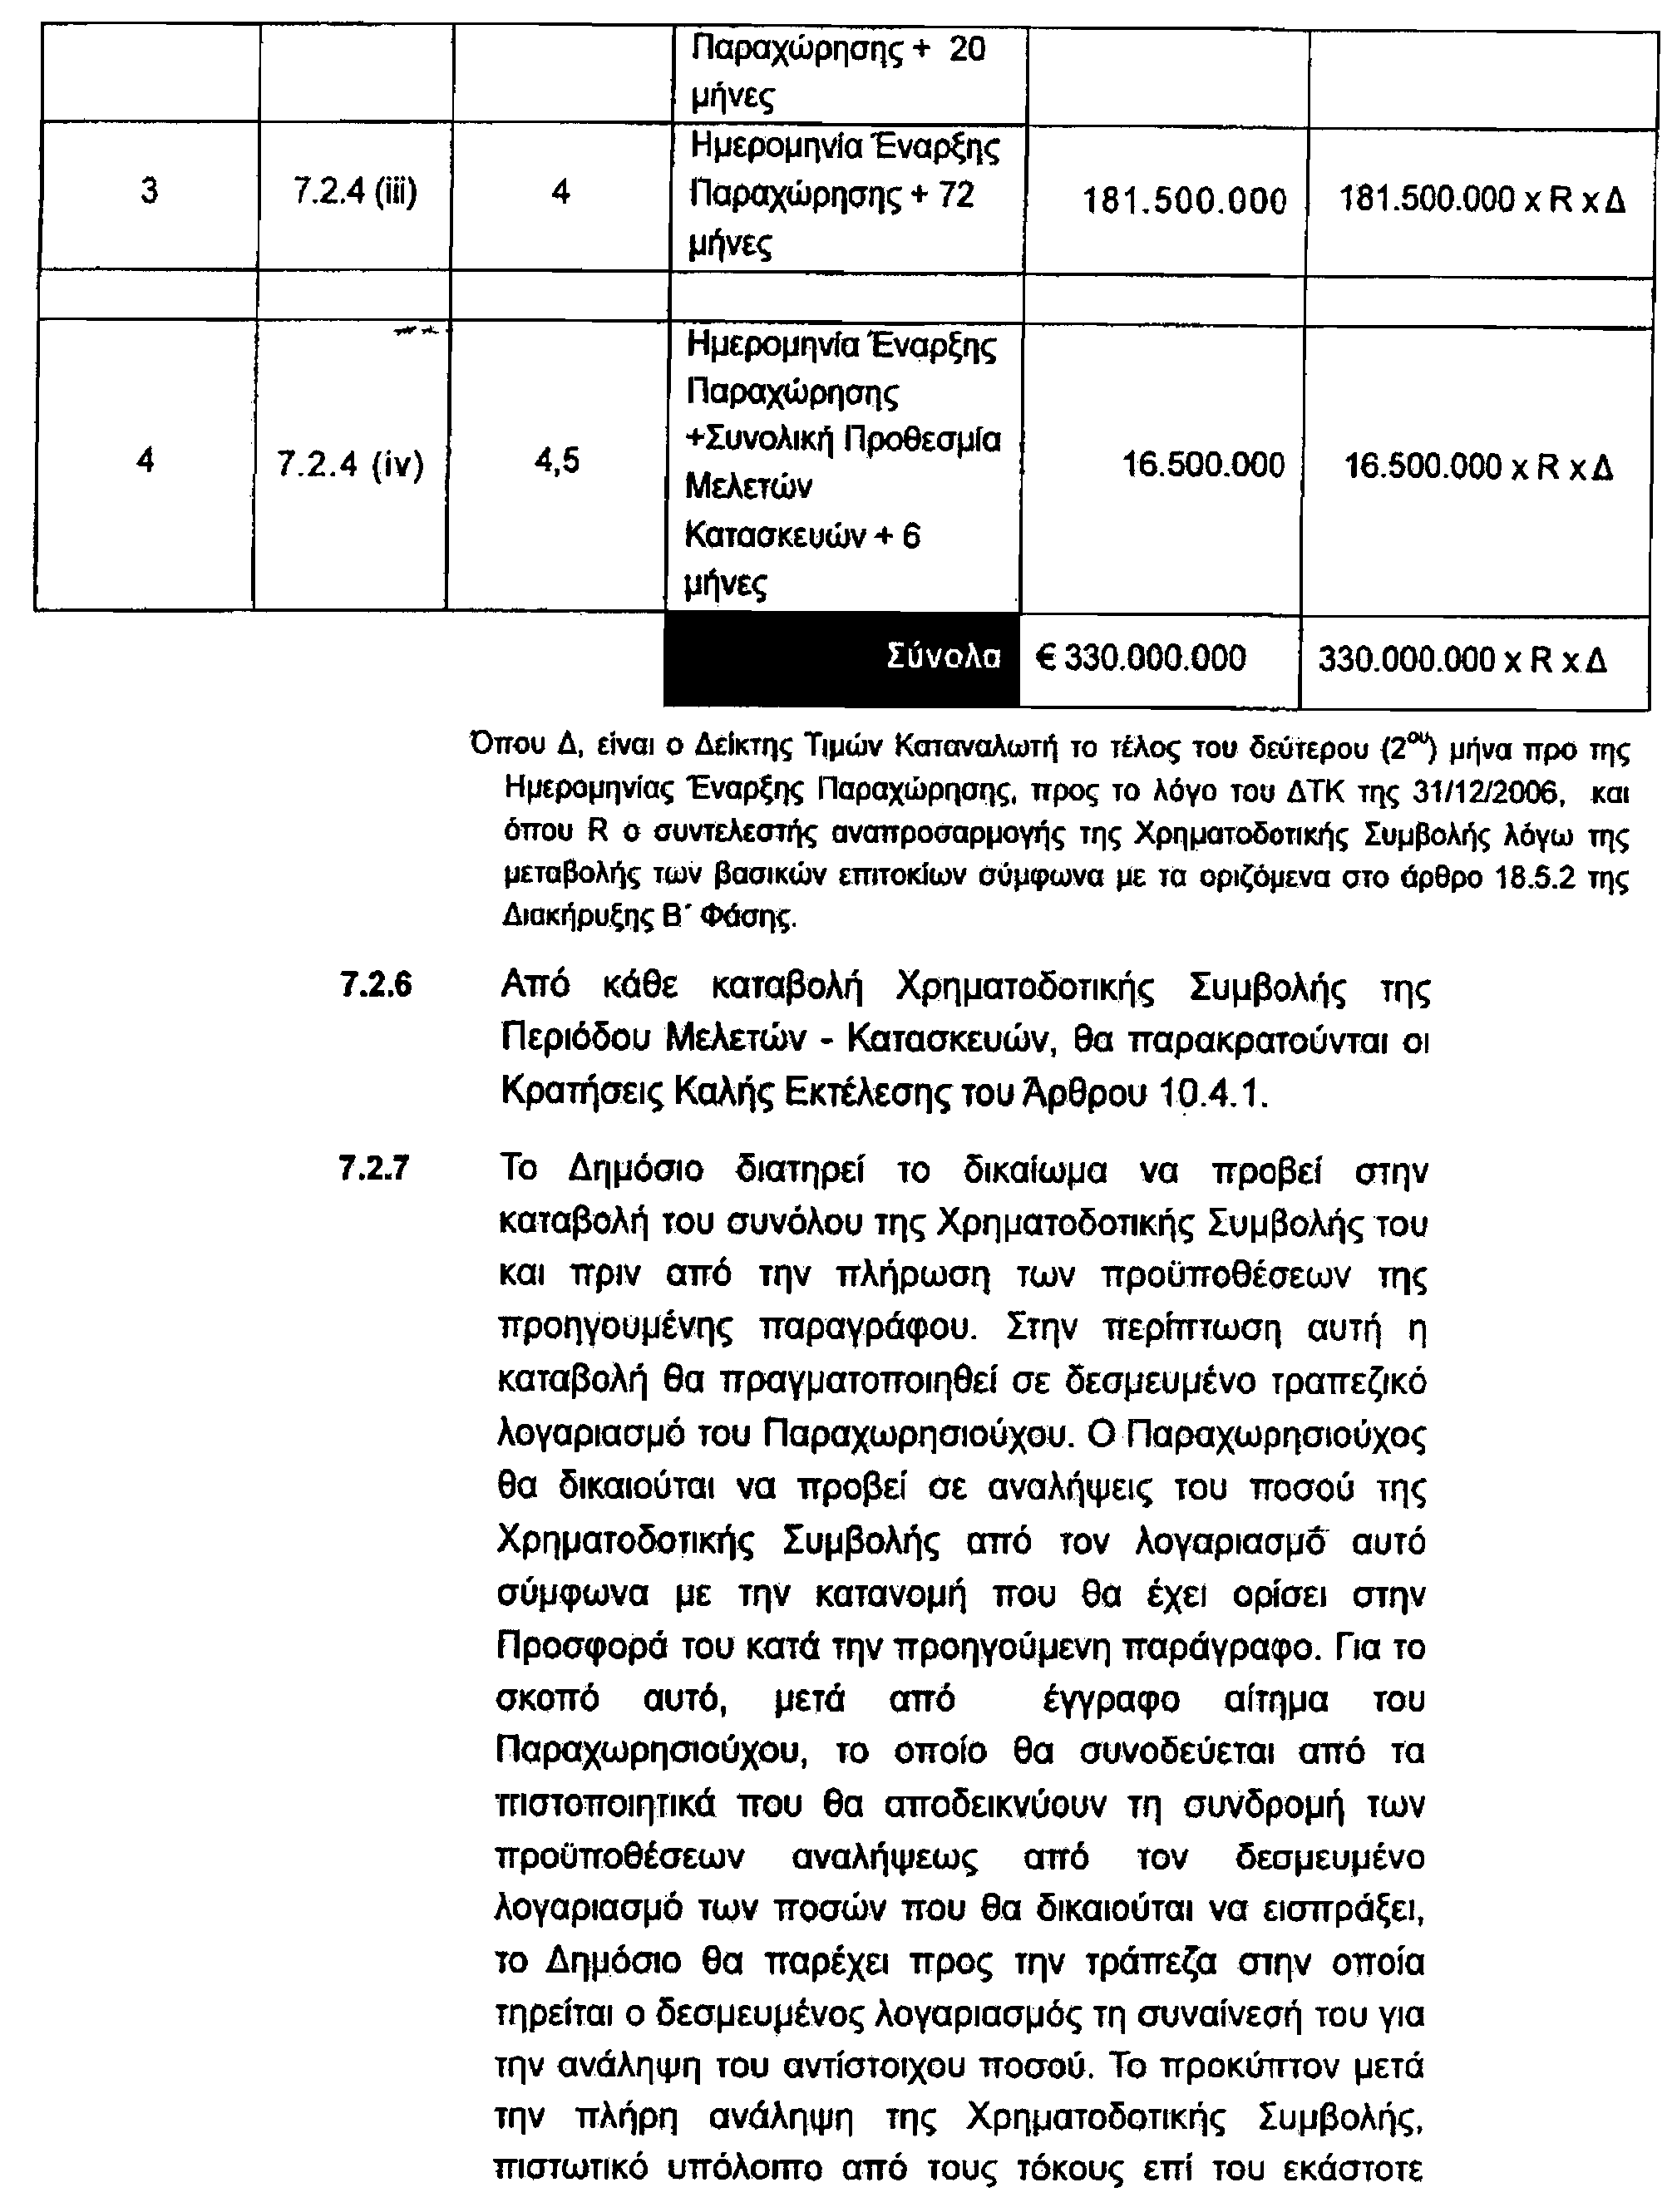 Παραχώρησης + 20
μήνες
3 7.2.4 (iii) 4 Ημερομηνία Έναρξης
Παραχώρησης + 72
μήνες 181.500.000 181.500.000 x R x Δ
4 7.2.4 (iv) 4,5 Ημερομηνία Έναρξης
Παραχώρησης
+Συνολική Προθεσμία
Μελετών
Κατασκευών + 6
μήνες 16.500.000 16.500.000 x R x Δ
Σύνολα € 330.000.000 330.000.000 x R x Δ
Όπου Δ, είναι ο Δείκτης Τιμών Καταναλωτή το τέλος του δεύτερου (2ου) μήνα προ της
Ημερομηνίας Έναρξης Παραχώρησης, προς το λόγο του ΔΤΚ της 31/12/2006, και
όπου R ο συντελεστής αναπροσαρμογής της Χρηματοδοτικής Συμβολής λόγω της
μεταβολής των βασικών επιτοκίων σύμφωνα με τα οριζόμενα στο άρθρο 18.5.2 της
Διακήρυξης Β΄ Φάσης.
7.2.6 Από κάθε καταβολή Χρηματοδοτικής Συμβολής της
Περιόδου Μελετών - Κατασκευών, θα παρακρατούνται οι
Κρατήσεις Καλής Εκτέλεσης του Άρθρου 10.4.1.
7.2.7 Το Δημόσιο διατηρεί το δικαίωμα να προβεί στην
καταβολή του συνόλου της Χρηματοδοτικής Συμβολής του
και πριν από την πλήρωση των προϋποθέσεων της
προηγουμένης παραγράφου. Στην περίπτωση αυτή η
καταβολή θα πραγματοποιηθεί σε δεσμευμένο τραπεζικό
λογαριασμό του Παραχωρησιούχου. Ο Παραχωρησιούχος
θα δικαιούται να προβεί σε αναλήψεις του ποσού της
Χρηματοδοτικής Συμβολής από τον λογαριασμό αυτό
σύμφωνα με την κατανομή που θα έχει ορίσει στην
Προσφορά του κατά την προηγούμενη παράγραφο. Για το
σκοπό αυτό, μετά από έγγραφο αίτημα του
Παραχωρησιούχου, το οποίο θα συνοδεύεται από τα
πιστοποιητικά που θα αποδεικνύουν τη συνδρομή των
προϋποθέσεων αναλήψεως από τον δεσμευμένο
λογαριασμό των ποσών που θα δικαιούται να εισπράξει,
το Δημόσιο θα παρέχει προς την τράπεζα στην οποία
τηρείται ο δεσμευμένος λογαριασμός τη συναίνεσή του για
την ανάληψη του αντίστοιχου ποσού. Το προκύπτον μετά
την πλήρη ανάληψη της Χρηματοδοτικής Συμβολής,
πιστωτικό υπόλοιπο από τους τόκους επί του εκάστοτε